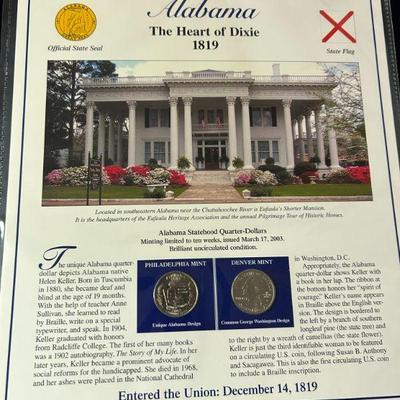 Alabama
The Heart of Dixie
1819
Official State Seal
State Flag
Located in southeastern Alabama near the Chattahoochee River is Eufaula's Shorter Mansion.
It is the headquarters of the Eufaula Heritage Association and the annual Pilgrimage Tour of Historic Homes.
Alabama Statehood Quarter-Dollars
Minting limited to ten weeks, issued March 17, 2003.
Brilliant uncirculated condition.
The unique Alabama quarter-
dollar depicts Alabama native
Helen Keller. Born in Tuscumbia
in 1880, she became deaf and
blind at the age of 19 months.
With the help of teacher Anne
Sullivan, she learned to read
by Braille, write on a special
typewriter, and speak. In 1904,
Keller graduated with honors
from Radcliffe College. The first of her many books
was a 1902 autobiography, The Story of My Life. In her
later years, Keller became a prominent advocate of
social reforms for the handicapped. She died in 1968,
and her ashes were placed in the National Cathedral
PHILADELPHIA MINT
Unique Alabama Design
DENVER MINT
Common George Washington Design
in Washington, D.C.
Appropriately, the Alabama
quarter-dollar shows Keller with
a book in her lap. The ribbon at
the bottom honors her "spirit of
courage." Keller's name appears
in Braille above the English ver-
sion. The design is bordered to
the left by a branch of southern
longleaf pine (the state tree) and
to the right by a wreath of camellias (the state flower).
Keller is just the third identifiable woman to be featured
on a circulating U.S. coin, following Susan B. Anthony
and Sacagawea. This is also the first circulating U.S. coin
to include a Braille inscription.
Entered the Union: December 14, 1819